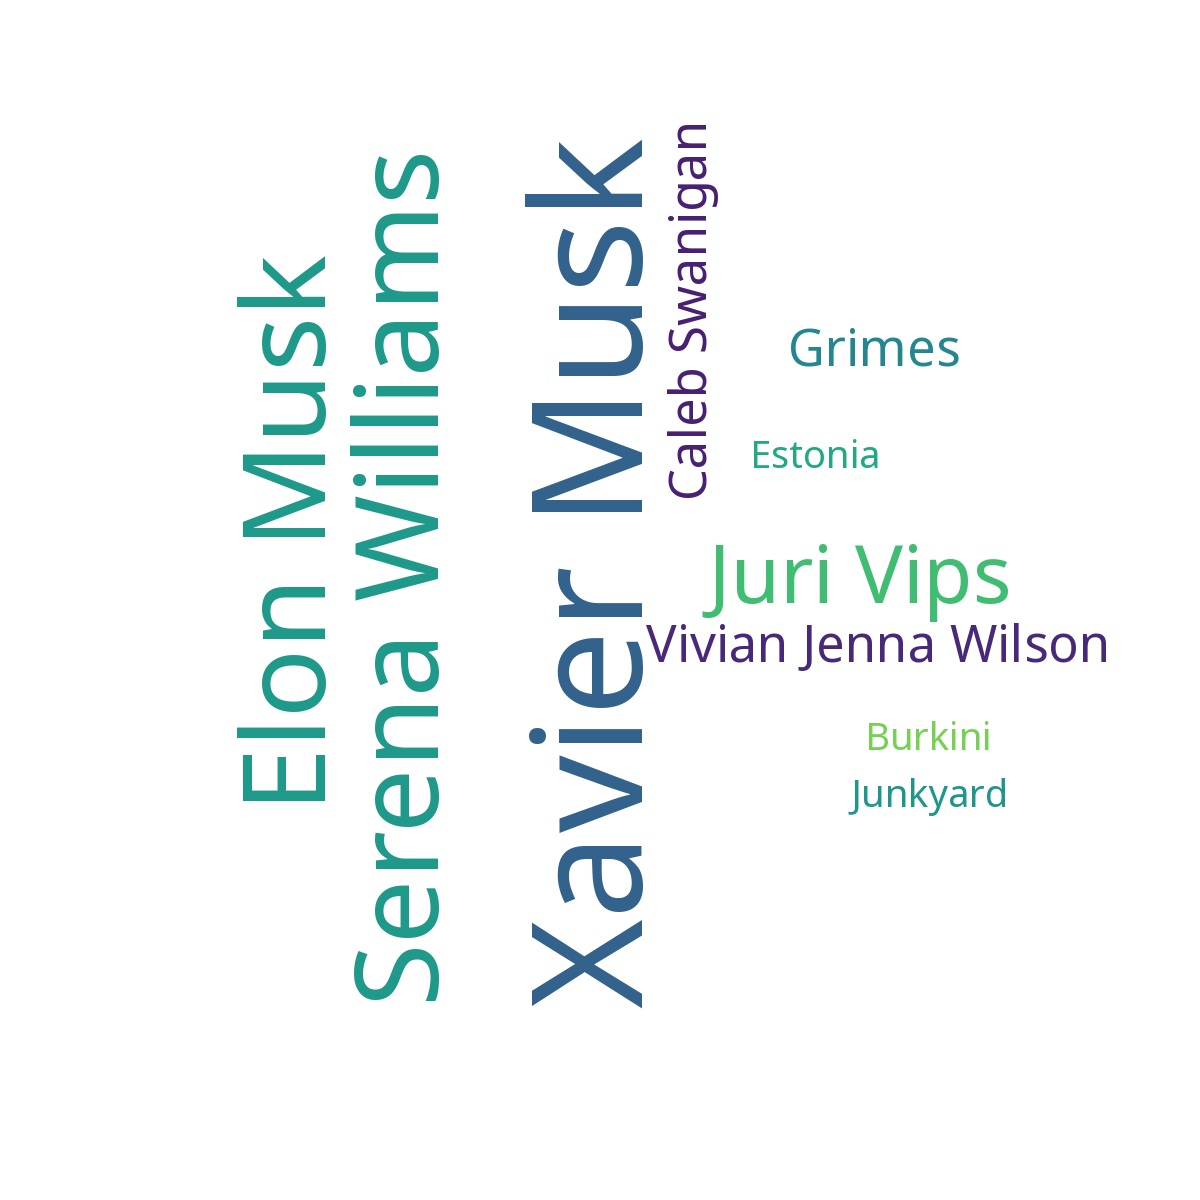 Elon Musk
Serena Williams
Xavier Musk
Caleb Swanigan
Grimes
Estonia
Juri Vips
Vivian Jenna Wilson
Burkini
Junkyard